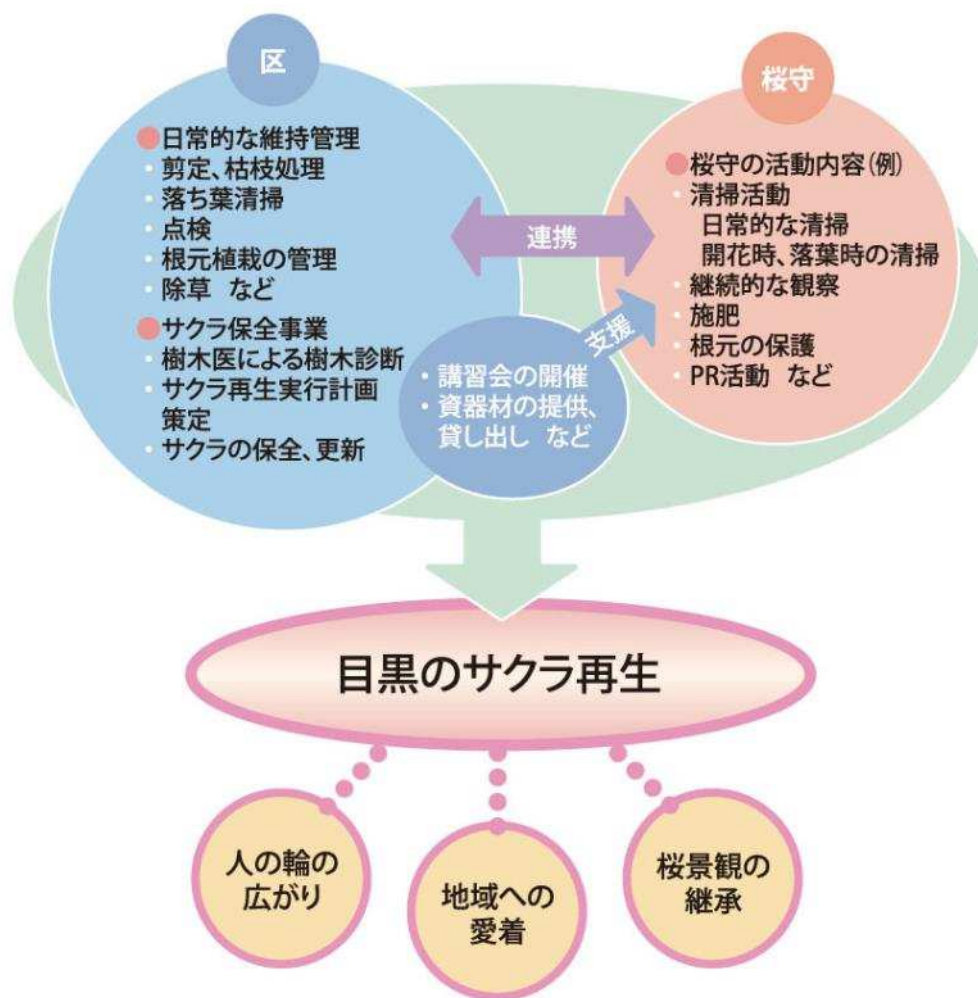 区
●日常的な維持管理
・剪定、枯枝処理
・落ち葉清掃
・点検
・根元植栽の管理
・除草 など
●サクラ保全事業
・樹木医による樹木診断
・サクラ再生実行計画
策定
・サクラの保全、更新
連携
支援
・講習会の開催
・資器材の提供、
貸し出し など
桜守
●桜守の活動内容(例)
・清掃活動
日常的な清掃
開花時、落葉時の清掃
・継続的な観察
・施肥
・根元の保護
・PR活動 など
目黒のサクラ再生
人の輪の
広がり
地域への
愛着
桜景観の
継承